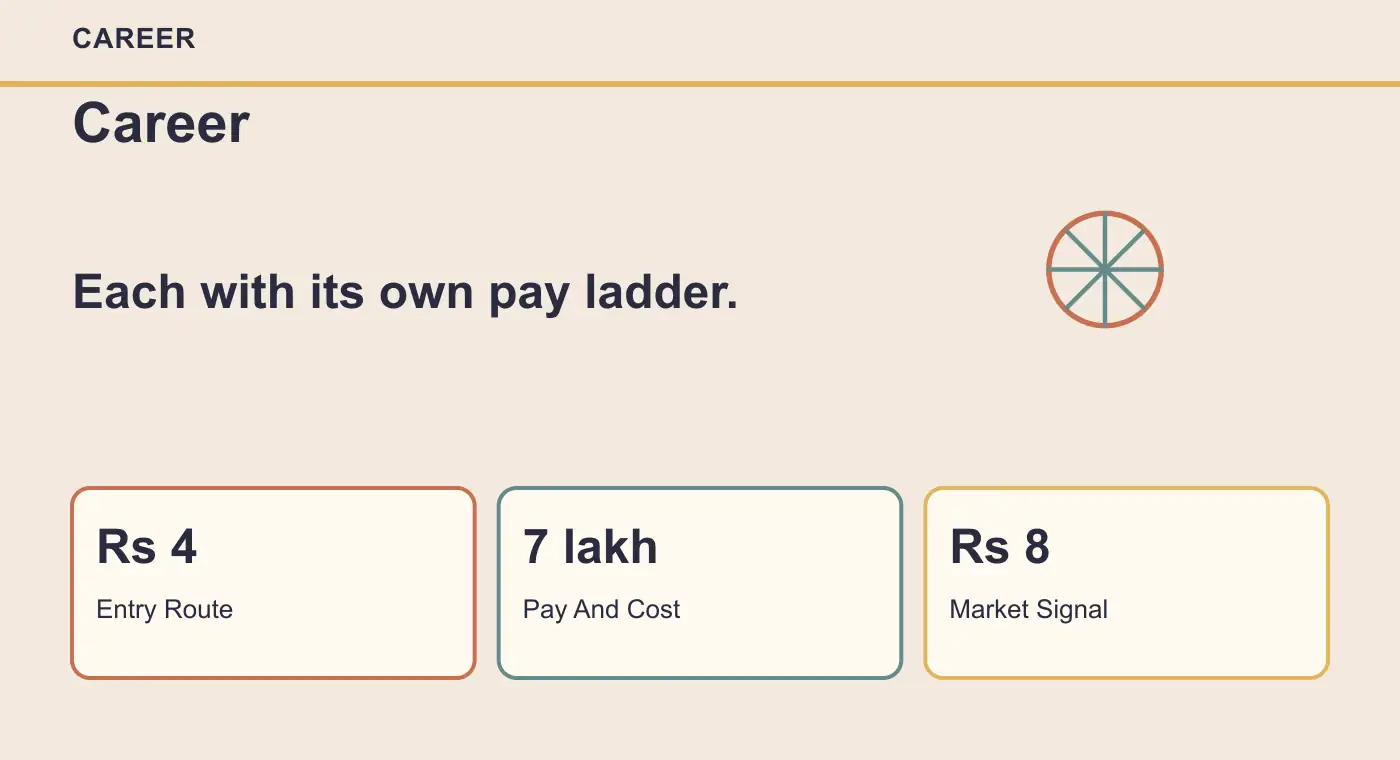 CAREER
Career
Each with its own pay ladder.
Rs 4
Entry Route
7 lakh
Pay And Cost
Rs 8
Market Signal